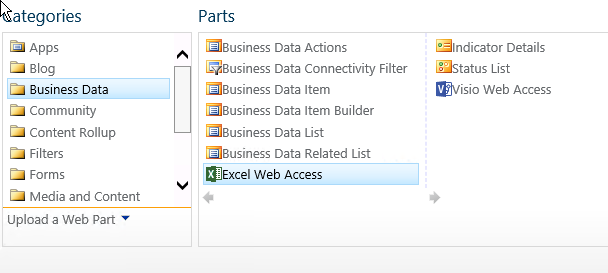 Categories
Apps
Blog
Business Data
Community
Content Rollup
Filters
Forms
Media and Content
Upload a Web Part
Parts
Business Data Actions
Business Data Connectivity Filter
Business Data Item
Business Data Item Builder
Business Data List
Business Data Related List
Excel Web Access
Indicator Details
Status List
Visio Web Access